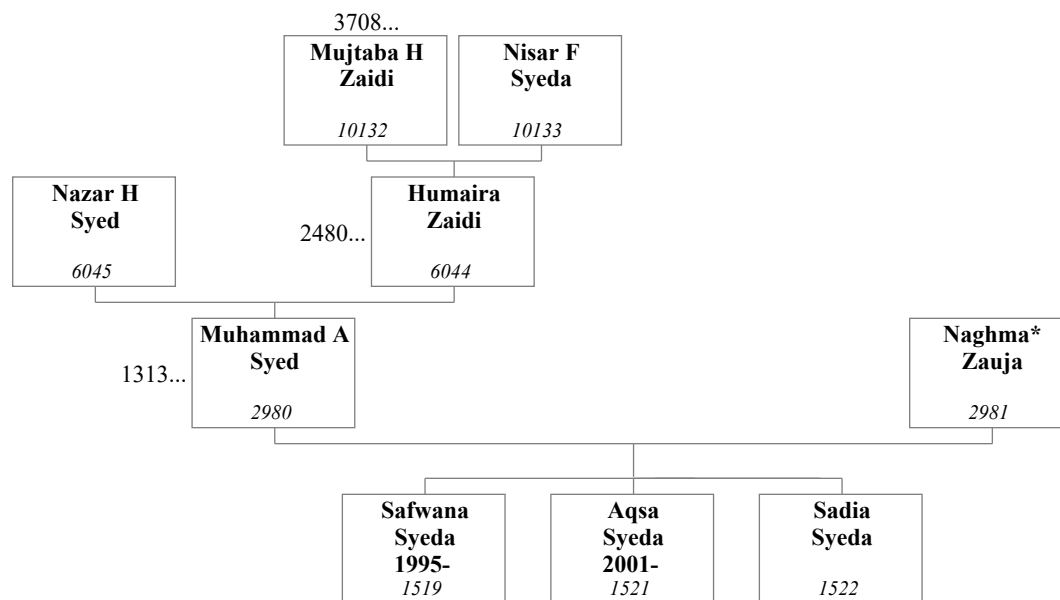 3708...
Mujtaba H
Zaidi
10132
Nisar F
Syeda
10133
Nazar H
Syed
6045
2480...
Humaira
Zaidi
6044
1313...
Muhammad A
Syed
2980
Naghma*
Zauja
2981
Safwana
Syeda
1995-
1519
Aqsa
Syeda
2001-
1521
Sadia
Syeda
1522